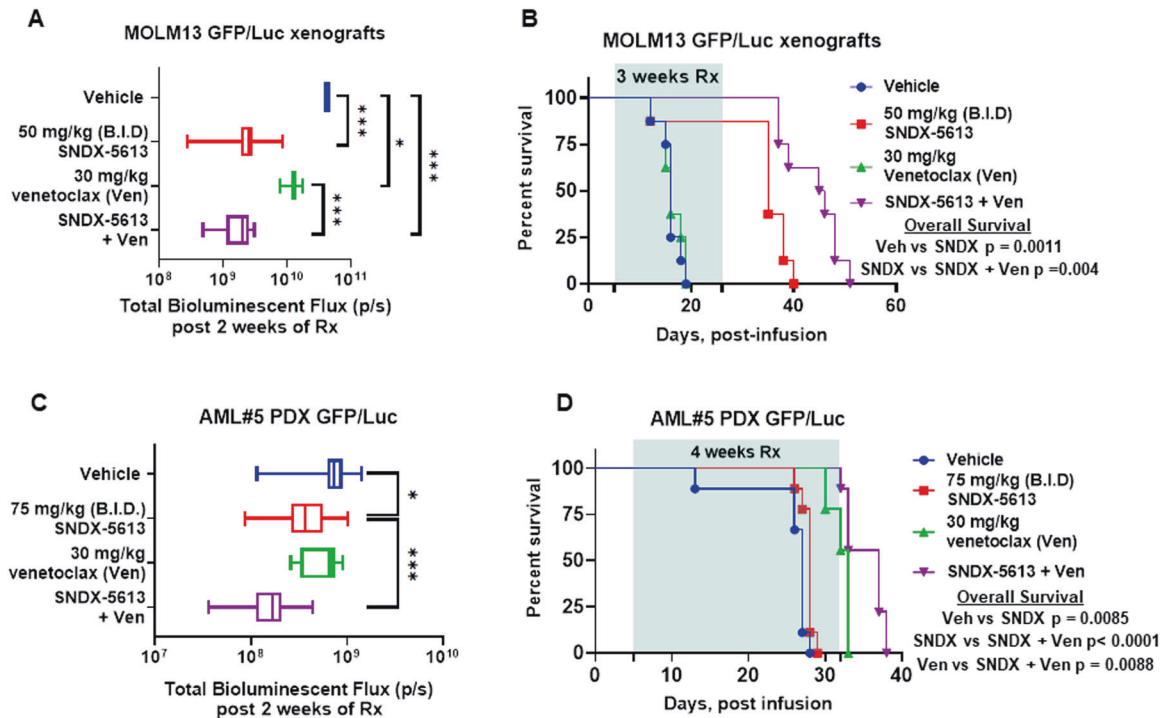 A
MOLM13 GFP/Luc xenografts
Vehicle
50 mg/kg (B.I.D)
SNDX-5613
30 mg/kg
venetoclax (Ven)
SNDX-5613
+ Ven
***
*
***
***
10^8
10^9
10^10
10^11
Total Bioluminescent Flux (p/s)
post 2 weeks of Rx
B
MOLM13 GFP/Luc xenografts
3 weeks Rx
Percent survival
100
75
50
25
0
0
20
40
60
Days, post-infusion
Vehicle
50 mg/kg (B.I.D)
SNDX-5613
30 mg/kg
Venetoclax (Ven)
SNDX-5613 + Ven
Overall Survival
Veh vs SNDX p = 0.0011
SNDX vs SNDX + Ven p =0.004
C
AML#5 PDX GFP/Luc
Vehicle
75 mg/kg (B.I.D.)
SNDX-5613
30 mg/kg
venetoclax (Ven)
SNDX-5613
+ Ven
*
***
10^7
10^8
10^9
10^10
Total Bioluminescent Flux (p/s)
post 2 weeks of Rx
D
AML#5 PDX GFP/Luc
4 weeks Rx
Percent survival
100
75
50
25
0
0
10
20
30
40
Days, post infusion
Vehicle
75 mg/kg (B.I.D)
SNDX-5613
30 mg/kg
venetoclax (Ven)
SNDX-5613 + Ven
Overall Survival
Veh vs SNDX p = 0.0085
SNDX vs SNDX + Ven p< 0.0001
Ven vs SNDX + Ven p = 0.0088